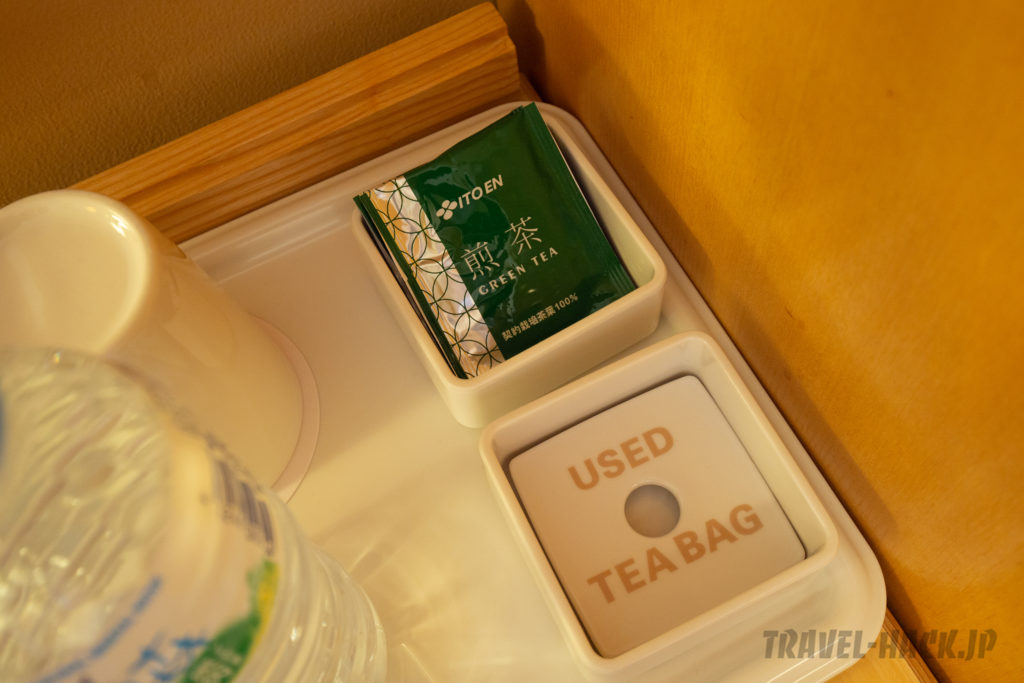 ITO EN
煎茶
GREEN TEA
契約栽培茶葉100%
USED
TEA BAG
TRAVEL-HACK.JP